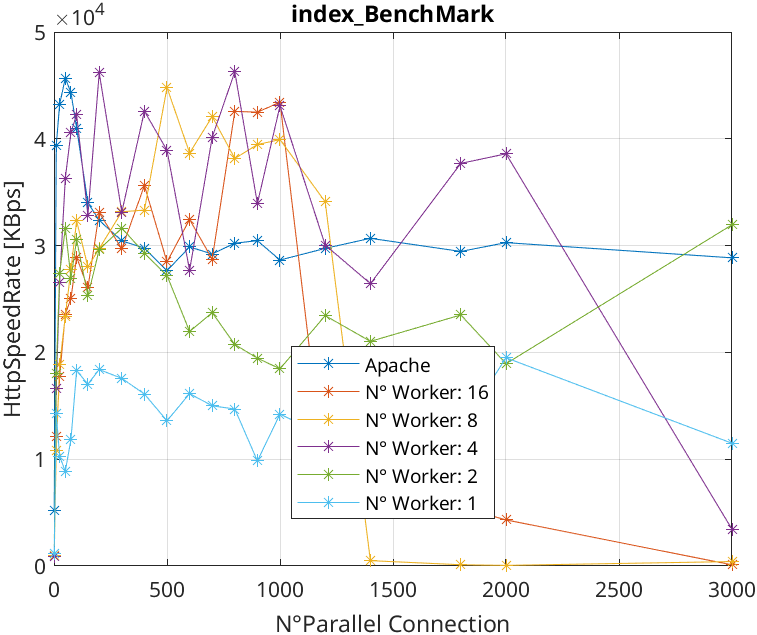 index_BenchMark
×10⁴
5
4
3
2
1
0
HttpSpeedRate [KBps]
Apache
N° Worker: 16
N° Worker: 8
N° Worker: 4
N° Worker: 2
N° Worker: 1
0 500 1000 1500 2000 2500 3000
N°Parallel Connection